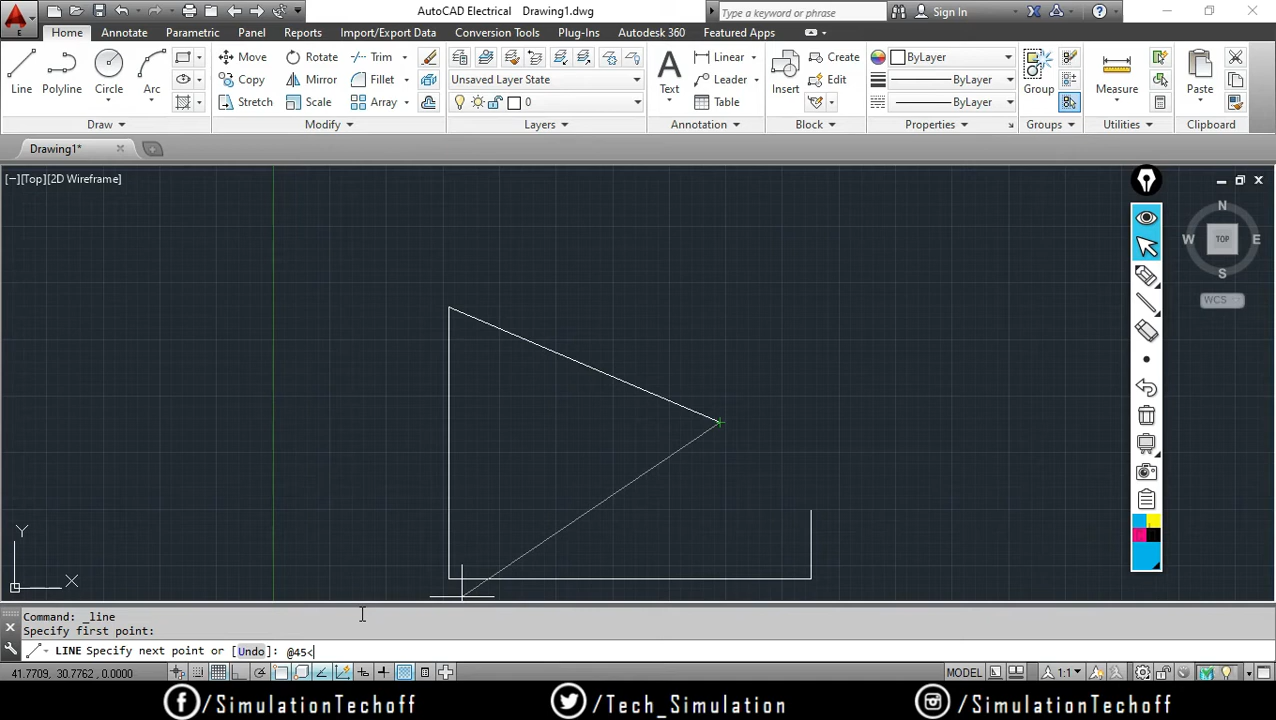 AutoCAD Electrical Drawing1.dwg
Type a keyword or phrase
Sign In
Home Annotate Parametric Panel Reports Import/Export Data Conversion Tools Plug-Ins Autodesk 360 Featured Apps
E
Line Polyline Circle Arc
Move Rotate Trim
Copy Mirror Fillet
Stretch Scale Array
Unsaved Layer State
0
Text
Linear
Leader
Table
Insert
Create
Edit
ByLayer
ByLayer
ByLayer
Group
Measure
Paste
Draw Modify Layers Annotation Block Properties Groups Utilities Clipboard
Drawing1*
[−][Top][2D Wireframe]
N
W TOP E
S
WCS
Y
X
Command: _line
Specify first point:
LINE Specify next point or [Undo]: @45<
41.7709, 30.7762, 0.0000
MODEL
1:1
/SimulationTechoff
/Tech_Simulation
/SimulationTechoff